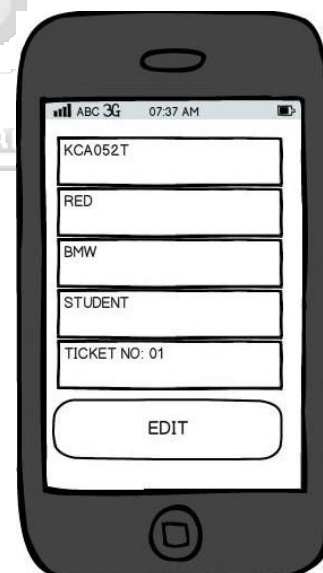 ABC 3G 07:37 AM
KCA052T
RED
BMW
STUDENT
TICKET NO: 01
EDIT